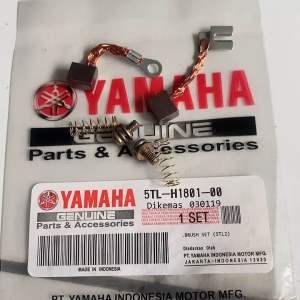 YAMAHA
GENUINE
Parts & Accessories
YAMAHA
GENUINE
Parts & Accessories
MADE IN INDONESIA
5TL-H1801-00
Dikemas 030119
1 SET
BRUSH SET (5TL2)
Diedarkan Oleh
PT. YAMAHA INDONESIA MOTOR MFG.
JAKARTA-INDONESIA 13920
PT. YAMAHA INDONESIA MOTOR MFG.